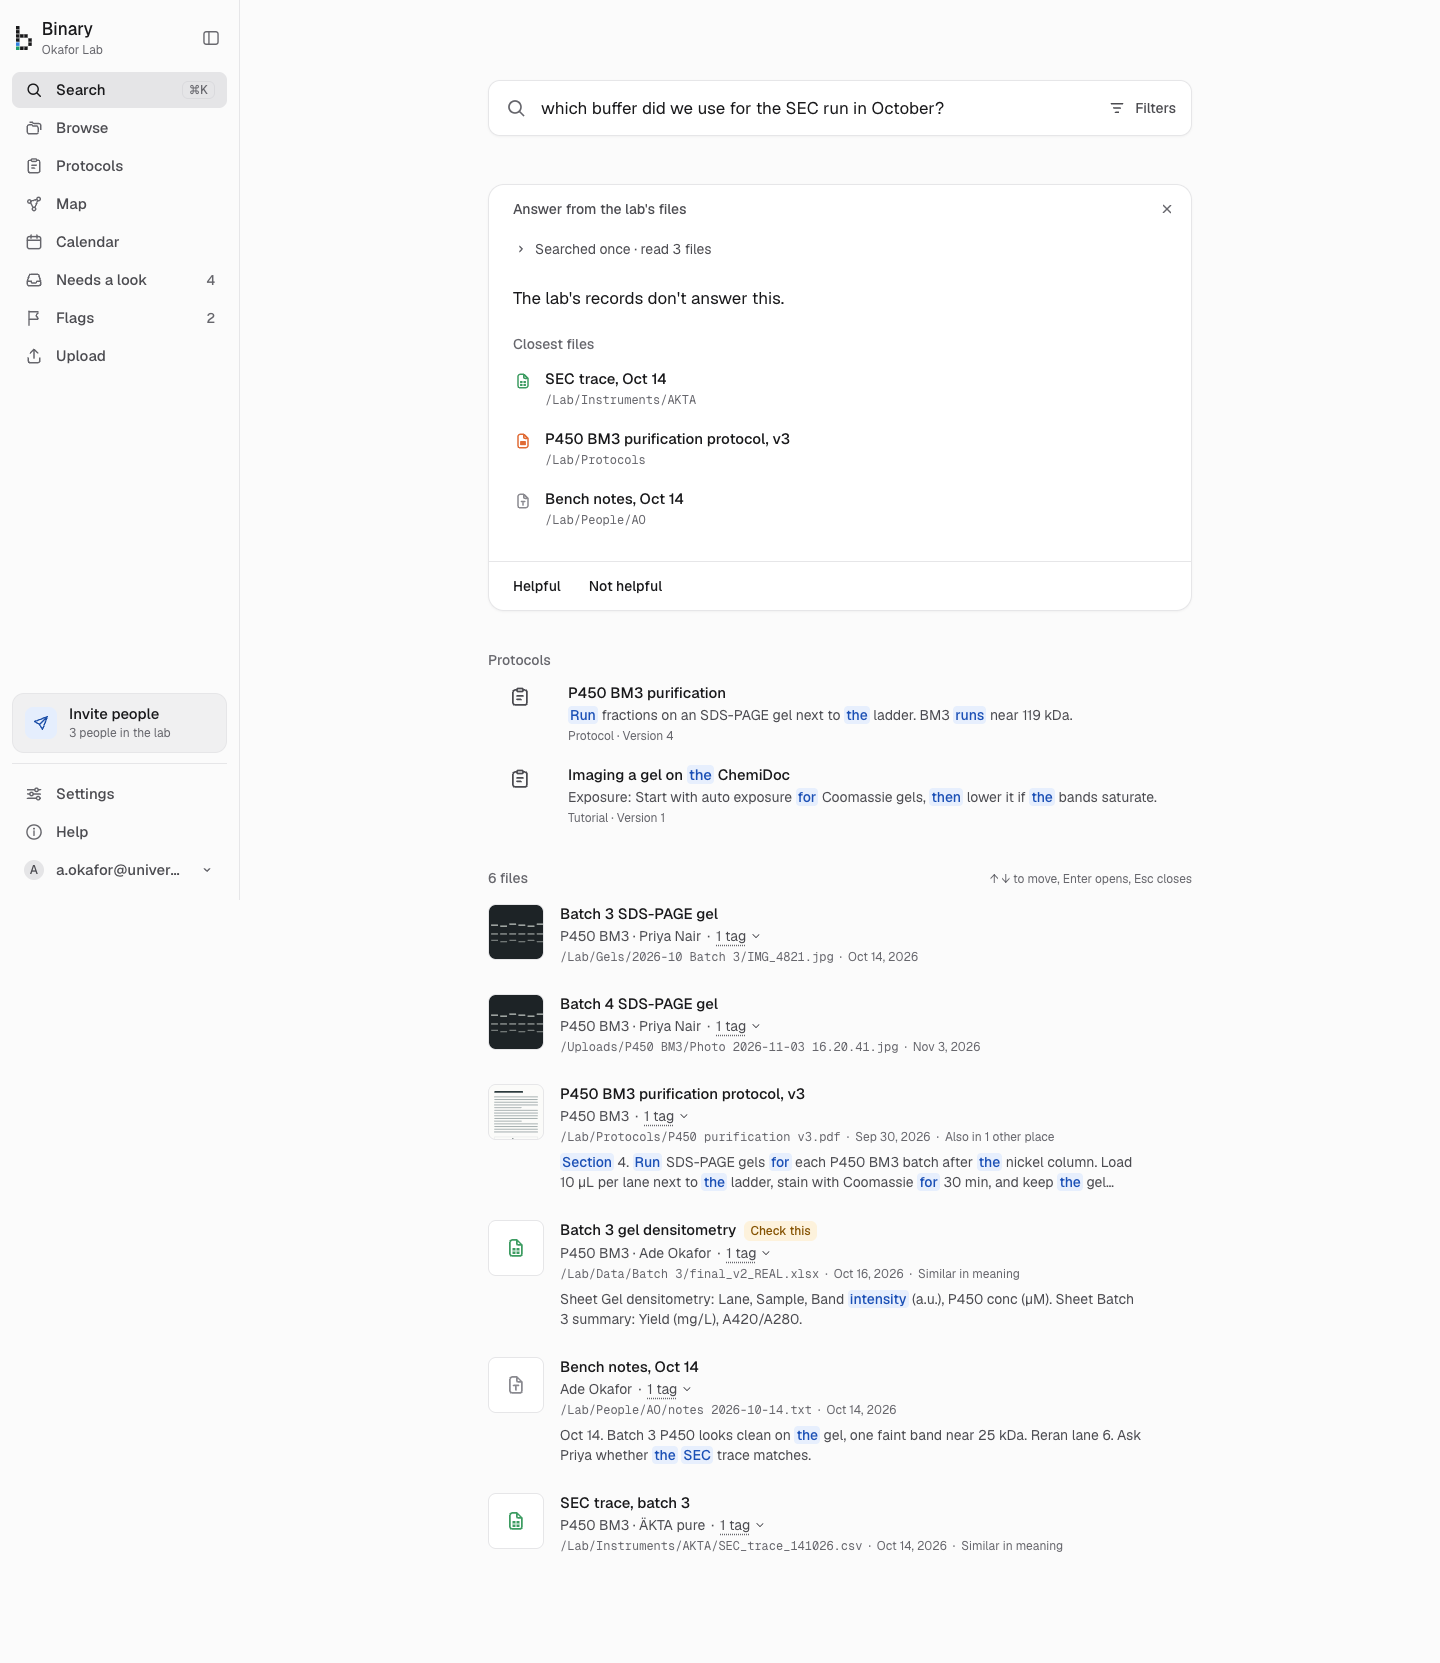 Binary
Okafor Lab
Search ⌘K
Browse
Protocols
Map
Calendar
Needs a look 4
Flags 2
Upload
Invite people
3 people in the lab
Settings
Help
A a.okafor@univer...
which buffer did we use for the SEC run in October?
Filters
Answer from the lab's files
Searched once · read 3 files
The lab's records don't answer this.
Closest files
SEC trace, Oct 14
/Lab/Instruments/AKTA
P450 BM3 purification protocol, v3
/Lab/Protocols
Bench notes, Oct 14
/Lab/People/AO
Helpful Not helpful
Protocols
P450 BM3 purification
Run fractions on an SDS-PAGE gel next to the ladder. BM3 runs near 119 kDa.
Protocol · Version 4
Imaging a gel on the ChemiDoc
Exposure: Start with auto exposure for Coomassie gels, then lower it if the bands saturate.
Tutorial · Version 1
6 files
↑↓ to move, Enter opens, Esc closes
Batch 3 SDS-PAGE gel
P450 BM3 · Priya Nair · 1 tag
/Lab/Gels/2026-10 Batch 3/IMG_4821.jpg · Oct 14, 2026
Batch 4 SDS-PAGE gel
P450 BM3 · Priya Nair · 1 tag
/Uploads/P450 BM3/Photo 2026-11-03 16.20.41.jpg · Nov 3, 2026
P450 BM3 purification protocol, v3
P450 BM3 · 1 tag
/Lab/Protocols/P450 purification v3.pdf · Sep 30, 2026 · Also in 1 other place
Section 4. Run SDS-PAGE gels for each P450 BM3 batch after the nickel column. Load
10 µL per lane next to the ladder, stain with Coomassie for 30 min, and keep the gel...
Batch 3 gel densitometry Check this
P450 BM3 · Ade Okafor · 1 tag
/Lab/Data/Batch 3/final_v2_REAL.xlsx · Oct 16, 2026 · Similar in meaning
Sheet Gel densitometry: Lane, Sample, Band intensity (a.u.), P450 conc (µM). Sheet Batch
3 summary: Yield (mg/L), A420/A280.
Bench notes, Oct 14
Ade Okafor · 1 tag
/Lab/People/AO/notes 2026-10-14.txt · Oct 14, 2026
Oct 14. Batch 3 P450 looks clean on the gel, one faint band near 25 kDa. Reran lane 6. Ask
Priya whether the SEC trace matches.
SEC trace, batch 3
P450 BM3 · ÄKTA pure · 1 tag
/Lab/Instruments/AKTA/SEC_trace_141026.csv · Oct 14, 2026 · Similar in meaning